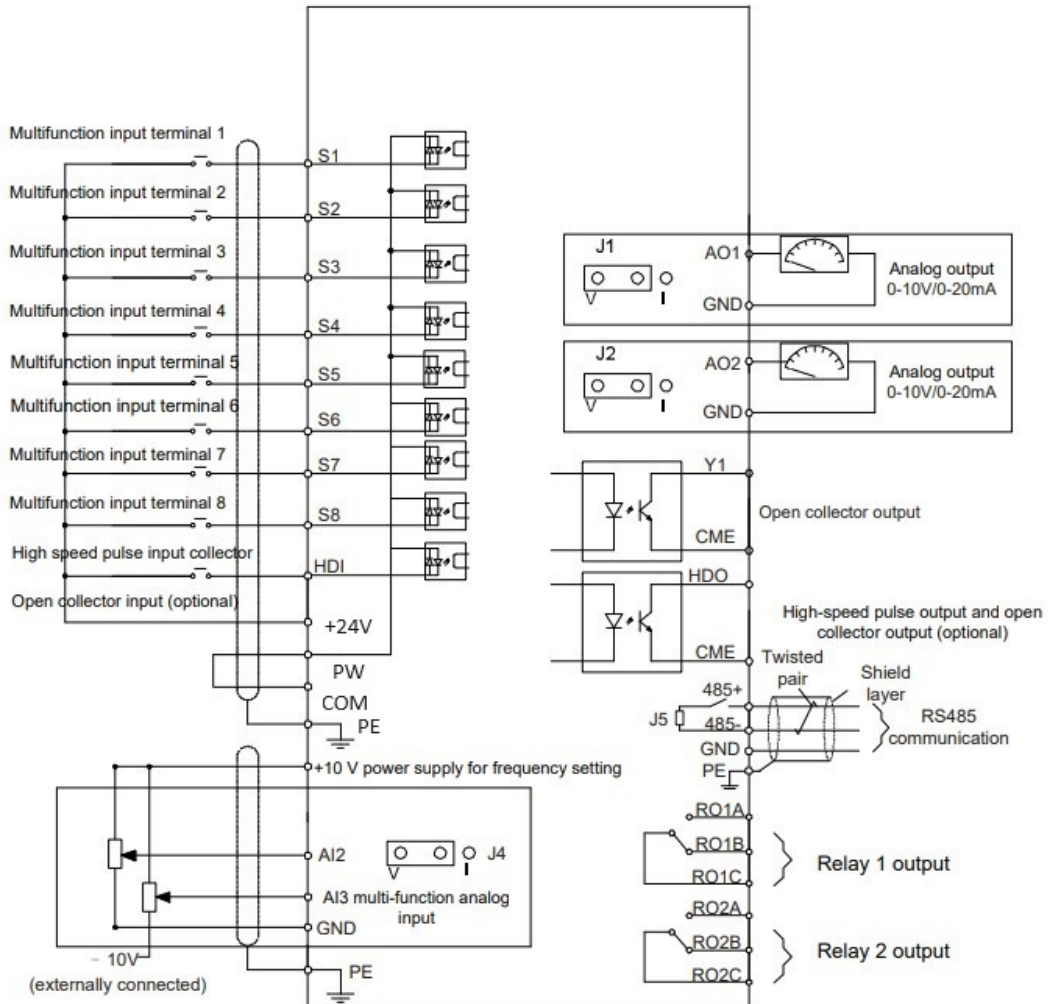 Multifunction input terminal 1
S1
Multifunction input terminal 2
S2
Multifunction input terminal 3
S3
Multifunction input terminal 4
S4
Multifunction input terminal 5
S5
Multifunction input terminal 6
S6
Multifunction input terminal 7
S7
Multifunction input terminal 8
S8
High speed pulse input collector
HDI
Open collector input (optional)
+24V
PW
COM
PE
+10 V power supply for frequency setting
AI2
V
I
J4
AI3 multi-function analog
input
GND
- 10V
(externally connected)
PE
J1
V
I
AO1
GND
Analog output
0-10V/0-20mA
J2
V
I
AO2
GND
Analog output
0-10V/0-20mA
Y1
CME
Open collector output
HDO
CME
High-speed pulse output and open
collector output (optional)
Twisted
pair
Shield
layer
485+
J5
485-
GND
PE
RS485
communication
RO1A
RO1B
RO1C
Relay 1 output
RO2A
RO2B
RO2C
Relay 2 output